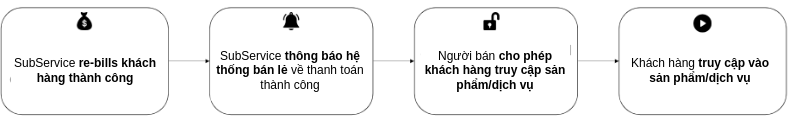 SubService re-bills khách
hàng thành công
SubService thông báo hệ
thống bán lẻ về thanh toán
thành công
Người bán cho phép
khách hàng truy cập sản
phẩm/dịch vụ
Khách hàng truy cập vào
sản phẩm/dịch vụ